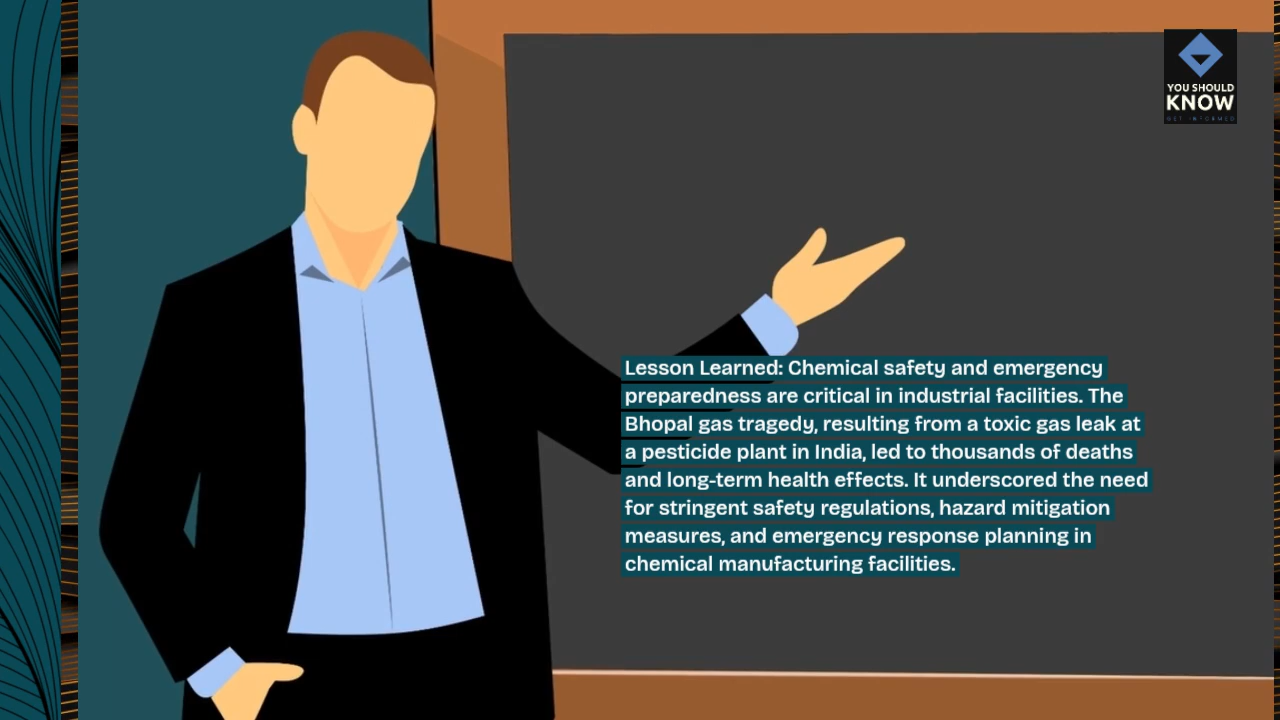 YOU SHOULD
KNOW
GET INFORMED
Lesson Learned: Chemical safety and emergency
preparedness are critical in industrial facilities. The
Bhopal gas tragedy, resulting from a toxic gas leak at
a pesticide plant in India, led to thousands of deaths
and long-term health effects. It underscored the need
for stringent safety regulations, hazard mitigation
measures, and emergency response planning in
chemical manufacturing facilities.